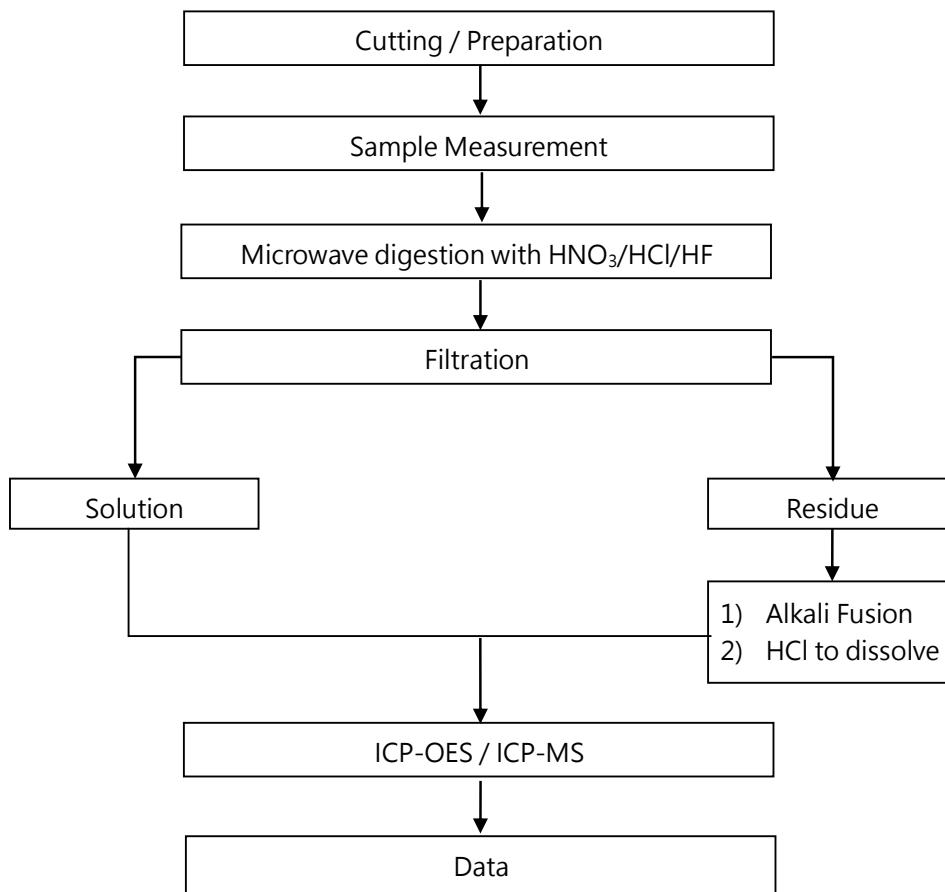 Cutting / Preparation
Sample Measurement
Microwave digestion with HNO₃/HCl/HF
Filtration
Solution
Residue
1) Alkali Fusion
2) HCl to dissolve
ICP-OES / ICP-MS
Data